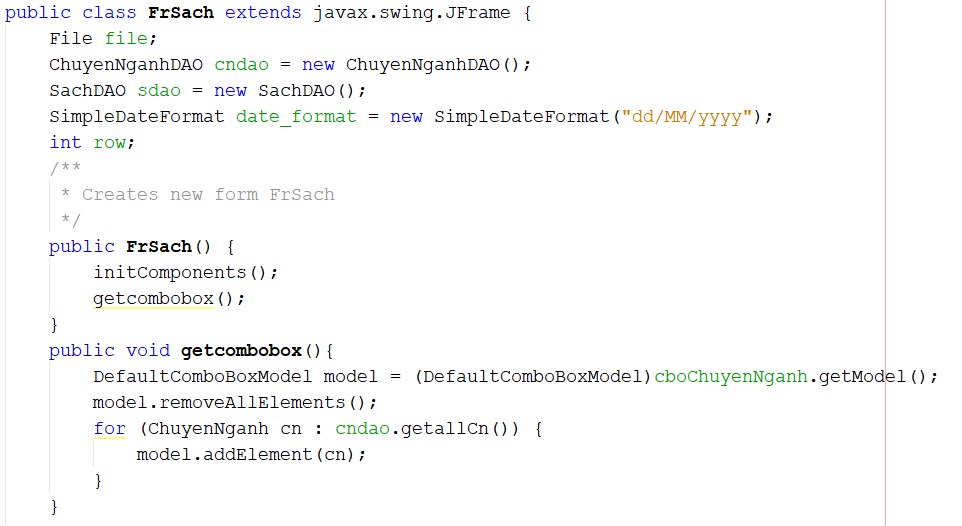 public class FrSach extends javax.swing.JFrame {
    File file;
    ChuyenNganhDAO cndao = new ChuyenNganhDAO();
    SachDAO sdao = new SachDAO();
    SimpleDateFormat date_format = new SimpleDateFormat("dd/MM/yyyy");
    int row;
    /**
     * Creates new form FrSach
     */
    public FrSach() {
        initComponents();
        getcombobox();
    }
    public void getcombobox(){
        DefaultComboBoxModel model = (DefaultComboBoxModel)cboChuyenNganh.getModel();
        model.removeAllElements();
        for (ChuyenNganh cn : cndao.getallCn()) {
            model.addElement(cn);
        }
    }